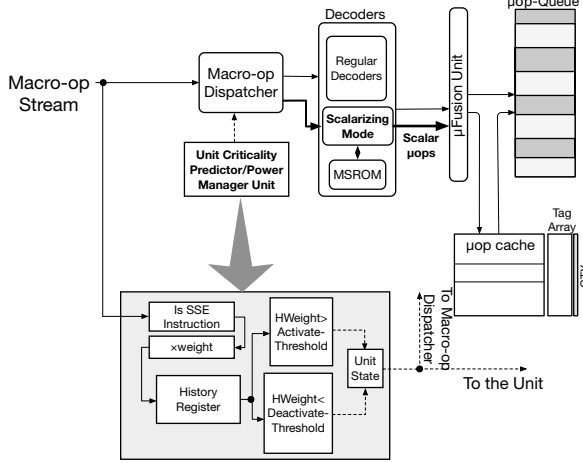 µop-Queue
Decoders
Macro-op
Stream
Macro-op
Dispatcher
Regular
Decoders
Scalarizing
Mode
MSROM
Scalar
µops
µFusion Unit
Unit Criticality
Predictor/Power
Manager Unit
Tag
Array
µop cache
Is SSE
Instruction
×weight
History
Register
HWeight>
Activate-
Threshold
HWeight<
Deactivate-
Threshold
Unit
State
To Macro-op
Dispatcher
To the Unit